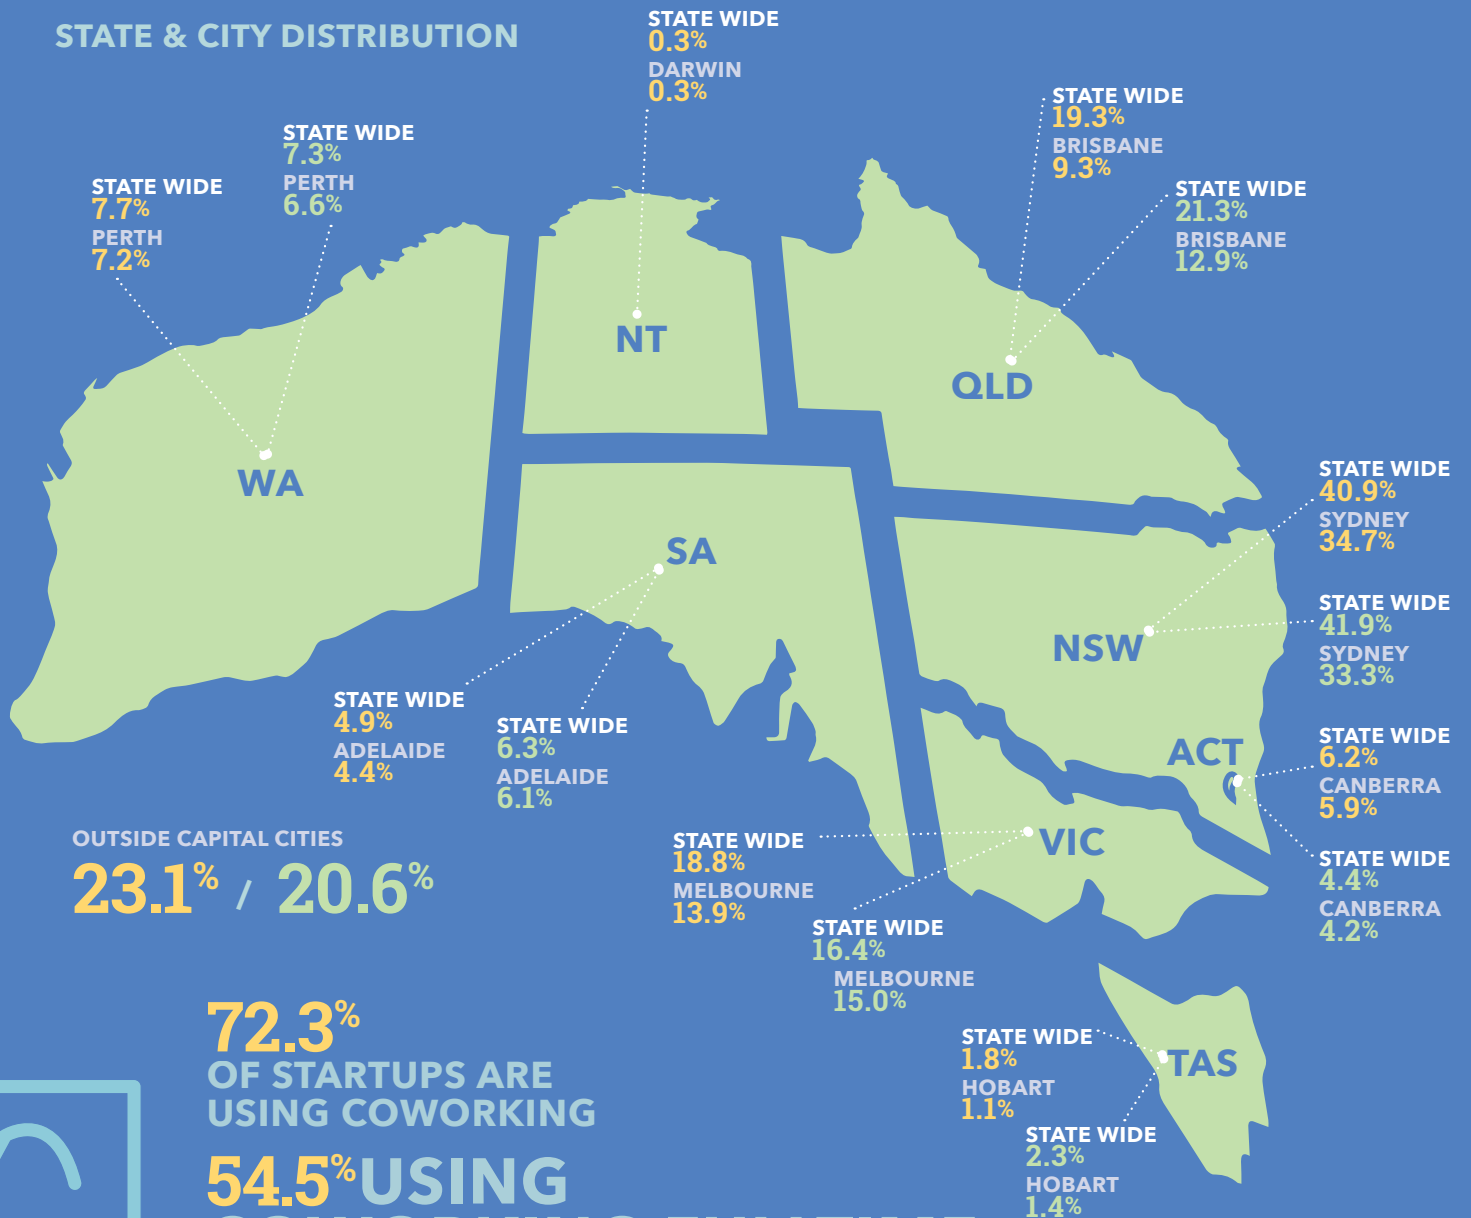 STATE & CITY DISTRIBUTION
STATE WIDE
0.3%
DARWIN
0.3%
STATE WIDE
19.3%
BRISBANE
9.3%
STATE WIDE
7.3%
PERTH
6.6%
STATE WIDE
7.7%
PERTH
7.2%
STATE WIDE
21.3%
BRISBANE
12.9%
NT
QLD
WA
SA
NSW
STATE WIDE
40.9%
SYDNEY
34.7%
STATE WIDE
41.9%
SYDNEY
33.3%
STATE WIDE
4.9%
ADELAIDE
4.4%
STATE WIDE
6.3%
ADELAIDE
6.1%
ACT
STATE WIDE
6.2%
CANBERRA
5.9%
STATE WIDE
4.4%
CANBERRA
4.2%
OUTSIDE CAPITAL CITIES
23.1% / 20.6%
VIC
STATE WIDE
18.8%
MELBOURNE
13.9%
STATE WIDE
16.4%
MELBOURNE
15.0%
TAS
STATE WIDE
1.8%
HOBART
1.1%
STATE WIDE
2.3%
HOBART
1.4%
72.3%
OF STARTUPS ARE
USING COWORKING
54.5% USING